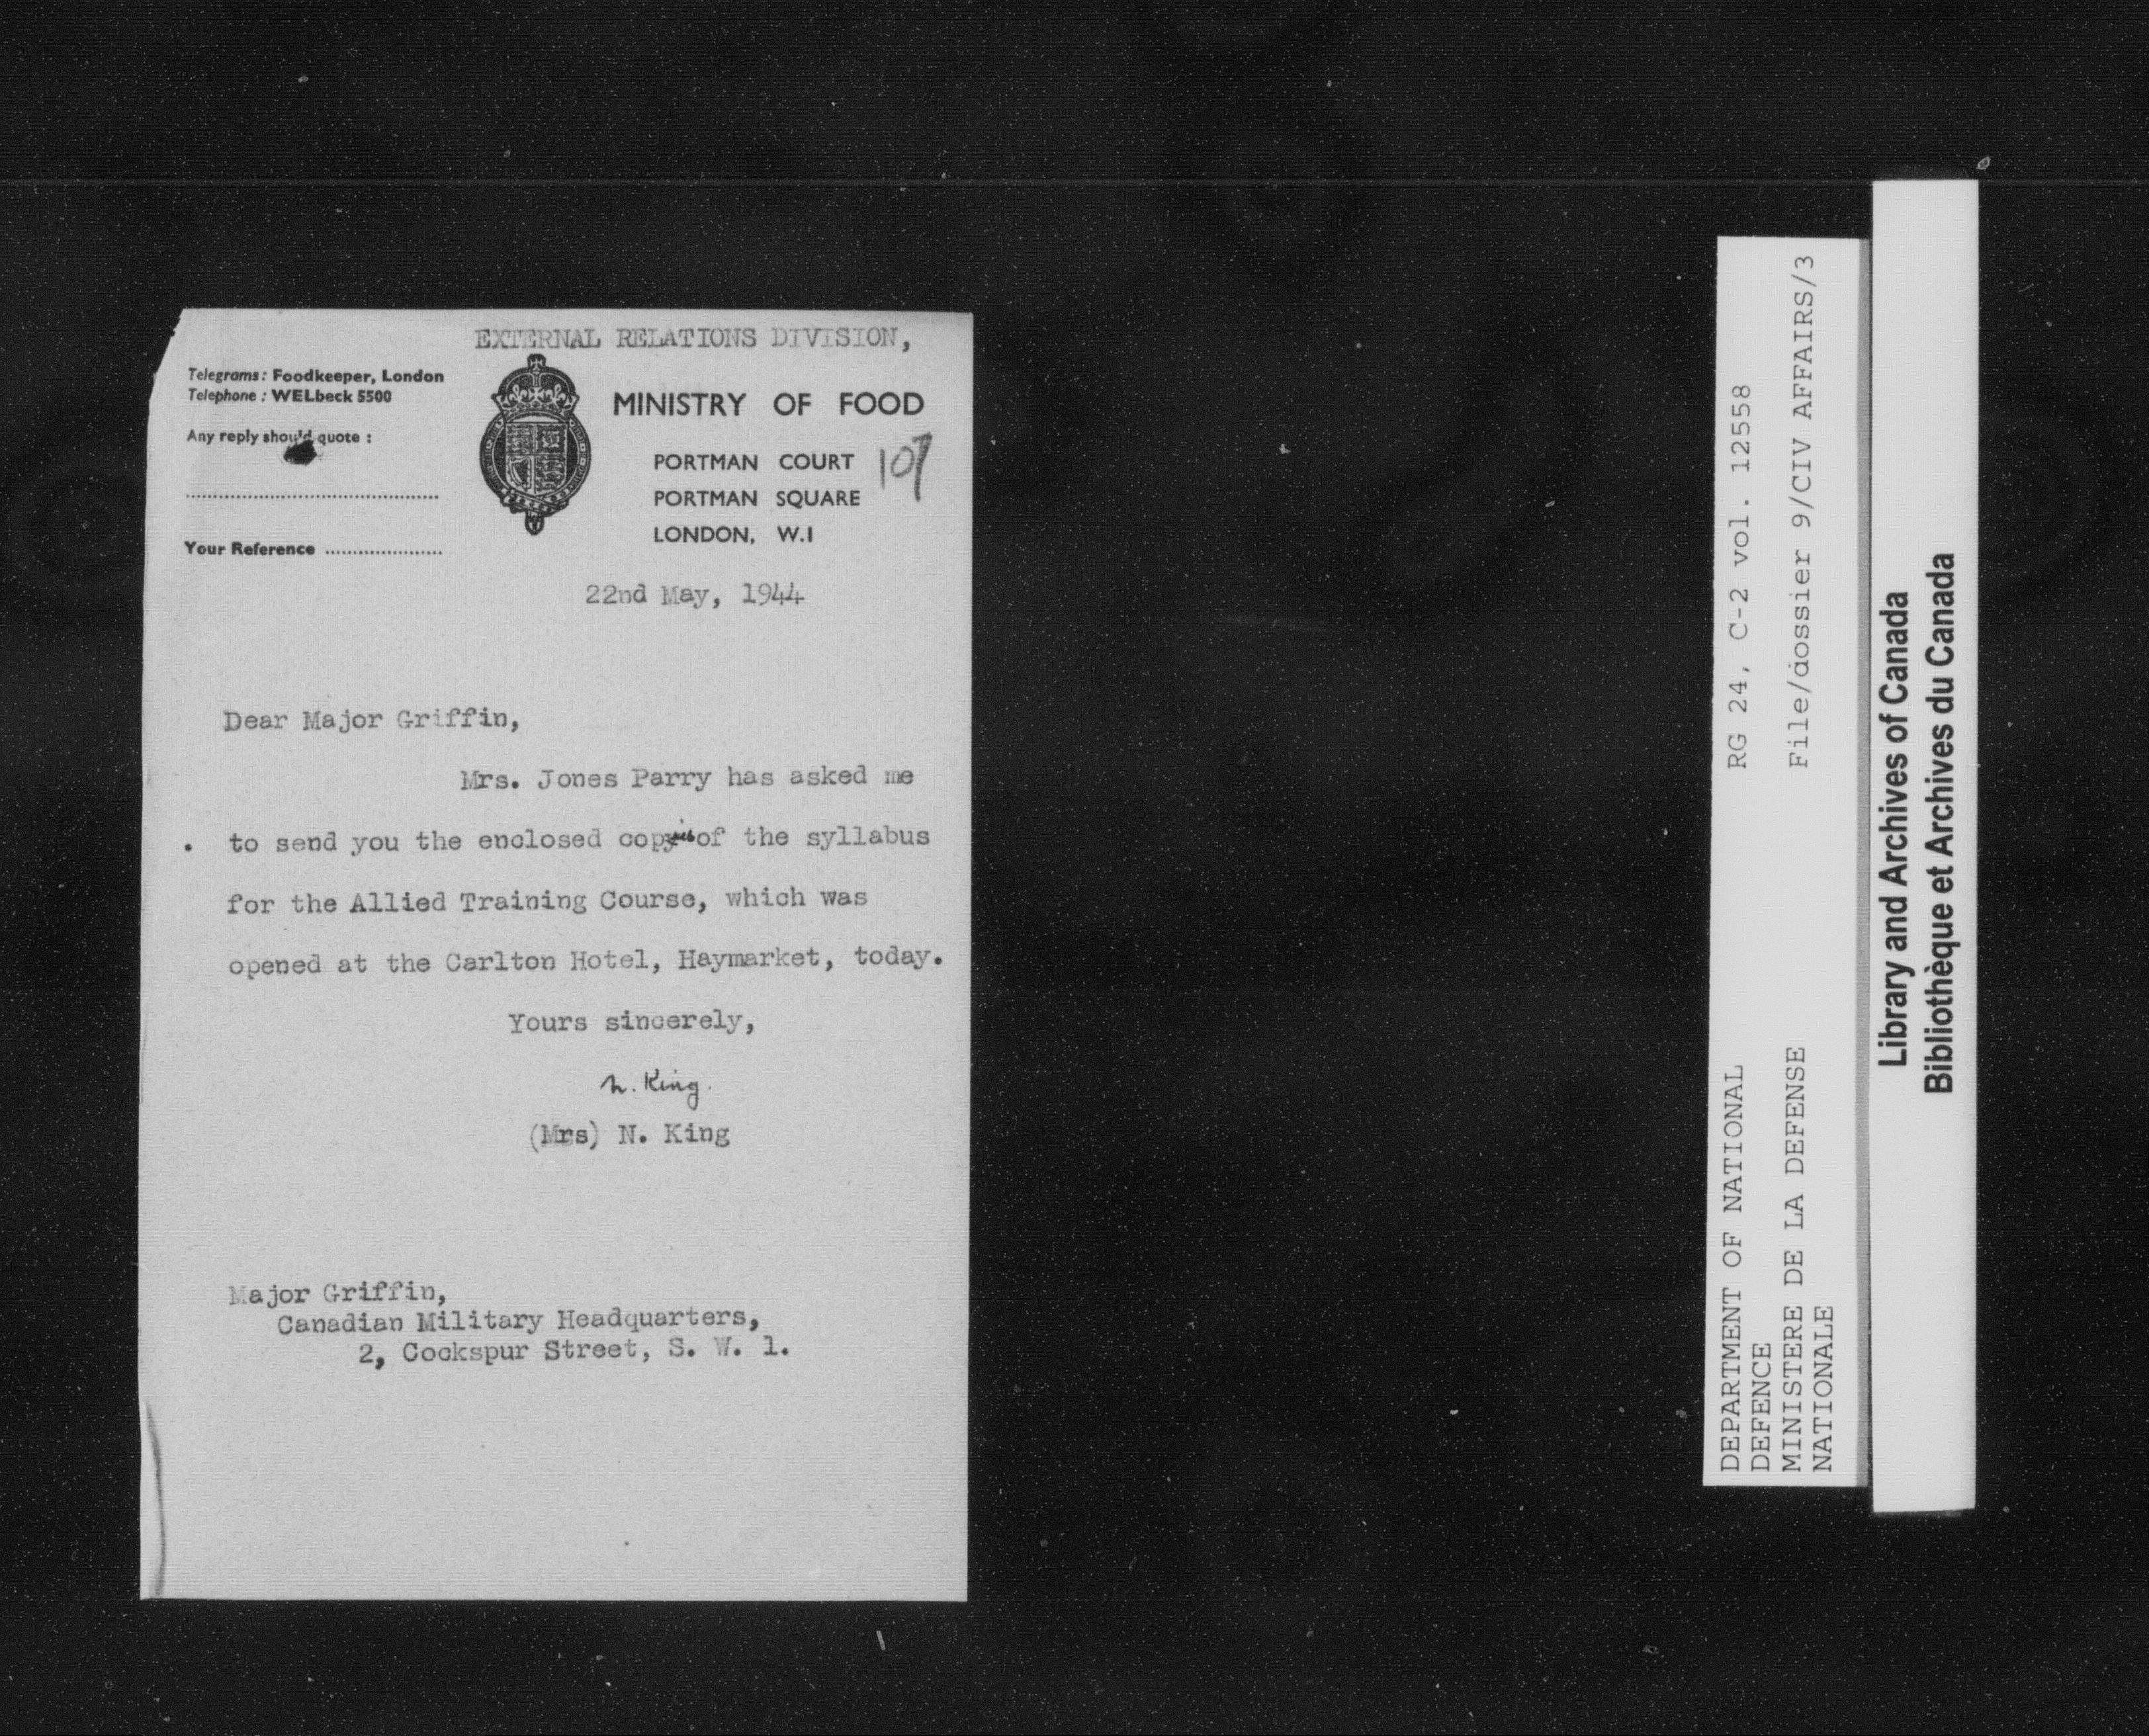 EXTERNAL RELATIONS DIVISION,
Telegrams: Foodkeeper, London
Telephone: WELbeck 5500
Any reply should quote:
Your Reference
MINISTRY OF FOOD
107
PORTMAN COURT
PORTMAN SQUARE
LONDON, W.1
22nd May, 1944
Dear Major Griffin,
Mrs. Jones Parry has asked me
to send you the enclosed copies of the syllabus
for the Allied Training Course, which was
opened at the Carlton Hotel, Haymarket, today.
Yours sincerely,
N. King.
(Mrs) N. King
Major Griffin,
Canadian Military Headquarters,
2, Cockspur Street, S. W. 1.
DEPARTMENT OF NATIONAL
DEFENCE
MINISTERE DE LA DEFENSE
NATIONALE
RG 24, C-2 vol. 12558
File/dossier 9/CIV AFFAIRS/3
Library and Archives of Canada
Bibliothèque et Archives du Canada